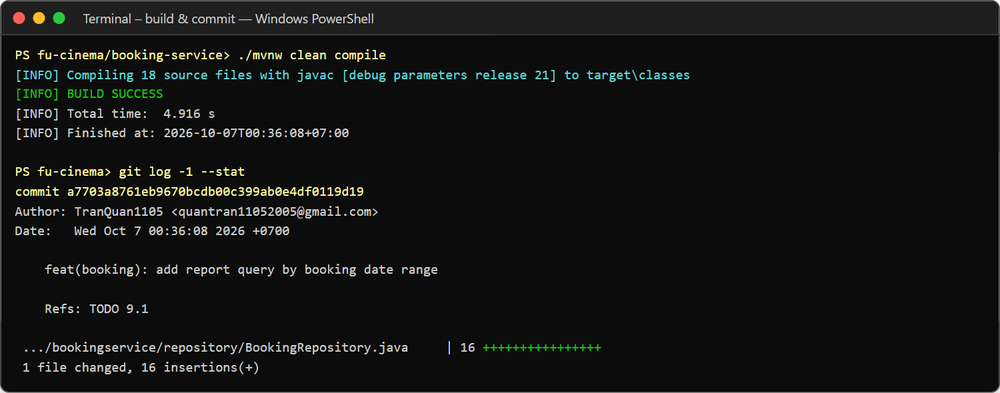 Terminal – build & commit — Windows PowerShell
PS fu-cinema/booking-service> ./mvnw clean compile
[INFO] Compiling 18 source files with javac [debug parameters release 21] to target\classes
[INFO] BUILD SUCCESS
[INFO] Total time:  4.916 s
[INFO] Finished at: 2026-10-07T00:36:08+07:00
PS fu-cinema> git log -1 --stat
commit a7703a8761eb9670bcdb00c399ab0e4df0119d19
Author: TranQuan1105 <quantran11052005@gmail.com>
Date:   Wed Oct 7 00:36:08 2026 +0700
feat(booking): add report query by booking date range
Refs: TODO 9.1
.../bookingservice/repository/BookingRepository.java     | 16 ++++++++++++++++
1 file changed, 16 insertions(+)